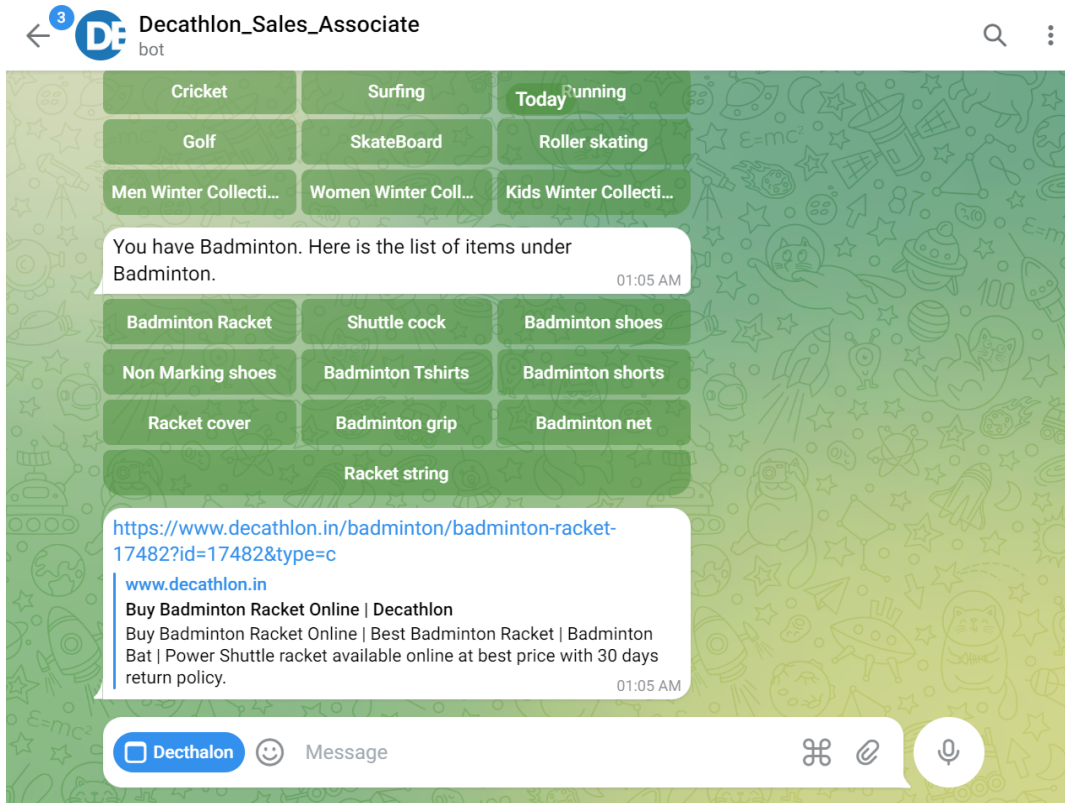 3
DE
Decathlon_Sales_Associate
bot
Cricket
Surfing
Running
Today
Golf
SkateBoard
Roller skating
Men Winter Collecti...
Women Winter Coll...
Kids Winter Collecti...
You have Badminton. Here is the list of items under
Badminton.
01:05 AM
Badminton Racket
Shuttle cock
Badminton shoes
Non Marking shoes
Badminton Tshirts
Badminton shorts
Racket cover
Badminton grip
Badminton net
Racket string
https://www.decathlon.in/badminton/badminton-racket-
17482?id=17482&type=c
www.decathlon.in
Buy Badminton Racket Online | Decathlon
Buy Badminton Racket Online | Best Badminton Racket | Badminton
Bat | Power Shuttle racket available online at best price with 30 days
return policy.
01:05 AM
Decthalon
Message